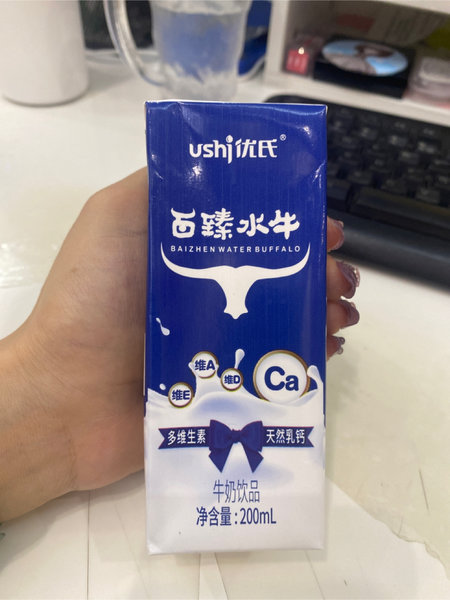 ushj优氏®
百臻水牛
BAIZHEN WATER BUFFALO
维A
维E
维D
Ca
多维生素 天然乳钙
牛奶饮品
净含量:200mL